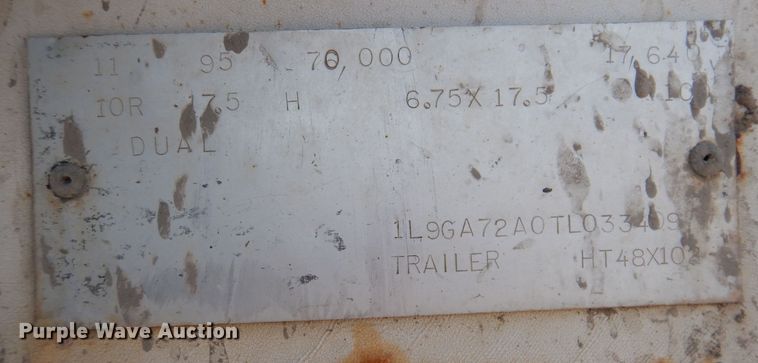 11 95 70,000 17,640
10R 17.5 H 6.75X 17.5
DUAL
1L9GA72A0TL033409
TRAILER HT48X102
Purple Wave Auction